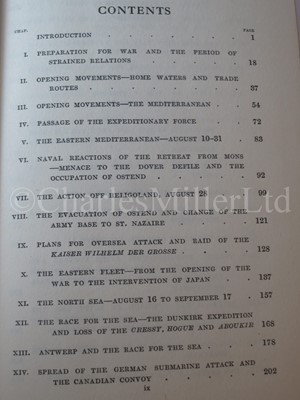 CONTENTS
CHAP. PAGE
INTRODUCTION . . . . . . 1
I. PREPARATION FOR WAR AND THE PERIOD OF
STRAINED RELATIONS . . . . . 18
II. OPENING MOVEMENTS—HOME WATERS AND TRADE
ROUTES . . . . . . . 37
III. OPENING MOVEMENTS—THE MEDITERRANEAN . 54
IV. PASSAGE OF THE EXPEDITIONARY FORCE . . 72
V. THE EASTERN MEDITERRANEAN—AUGUST 10–31 . 83
VI. NAVAL REACTIONS OF THE RETREAT FROM MONS
—MENACE TO THE DOVER DEFILE AND THE
OCCUPATION OF OSTEND . . . . 92
VII. THE ACTION OFF HELIGOLAND, AUGUST 28 . 99
VIII. THE EVACUATION OF OSTEND AND CHANGE OF THE
ARMY BASE TO ST. NAZAIRE . . . . 121
IX. PLANS FOR OVERSEA ATTACK AND RAID OF THE
KAISER WILHELM DER GROSSE . . . . 128
X. THE EASTERN FLEET—FROM THE OPENING OF THE
WAR TO THE INTERVENTION OF JAPAN . . 137
XI. THE NORTH SEA—AUGUST 16 TO SEPTEMBER 17 . 157
XII. THE RACE FOR THE SEA—THE DUNKIRK EXPEDITION
AND LOSS OF THE CRESSY, HOGUE AND ABOUKIR 168
XIII. ANTWERP AND THE RACE FOR THE SEA . . 178
XIV. SPREAD OF THE GERMAN SUBMARINE ATTACK AND
THE CANADIAN CONVOY . . . . . 202
ix
©CharlesMillerLtd